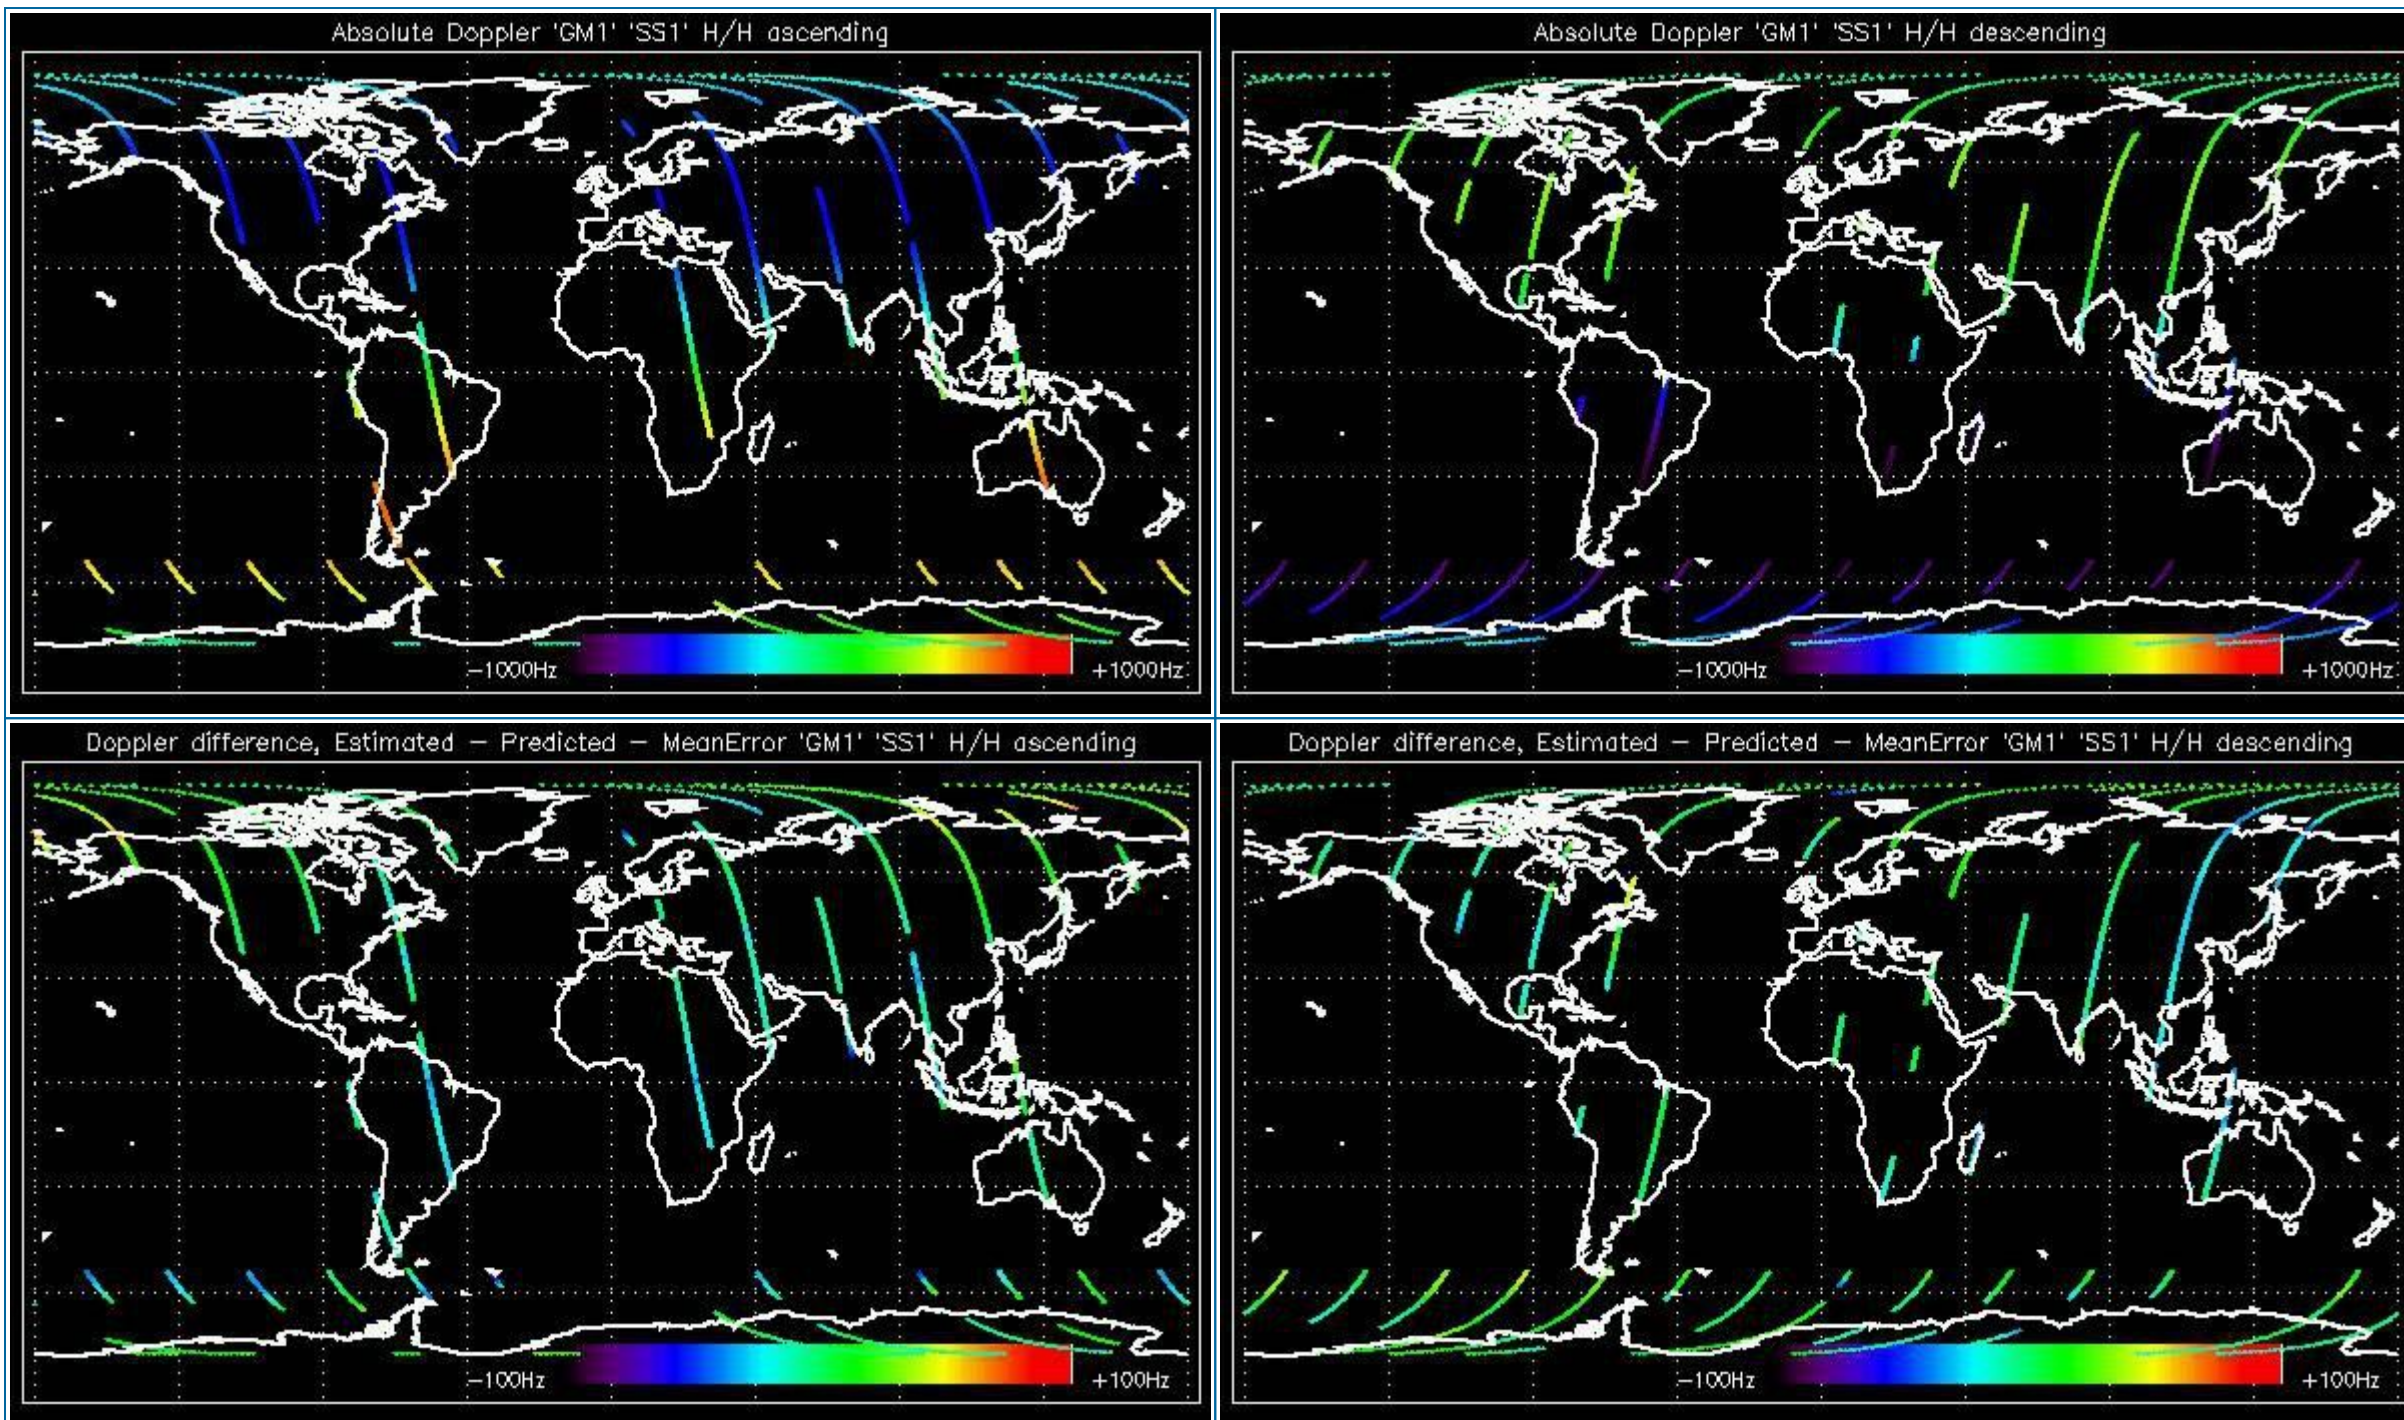 Absolute Doppler 'GM1' 'SS1' H/H ascending
−1000Hz
+1000Hz
Absolute Doppler 'GM1' 'SS1' H/H descending
−1000Hz
+1000Hz
Doppler difference, Estimated − Predicted − MeanError 'GM1' 'SS1' H/H ascending
−100Hz
+100Hz
Doppler difference, Estimated − Predicted − MeanError 'GM1' 'SS1' H/H descending
−100Hz
+100Hz